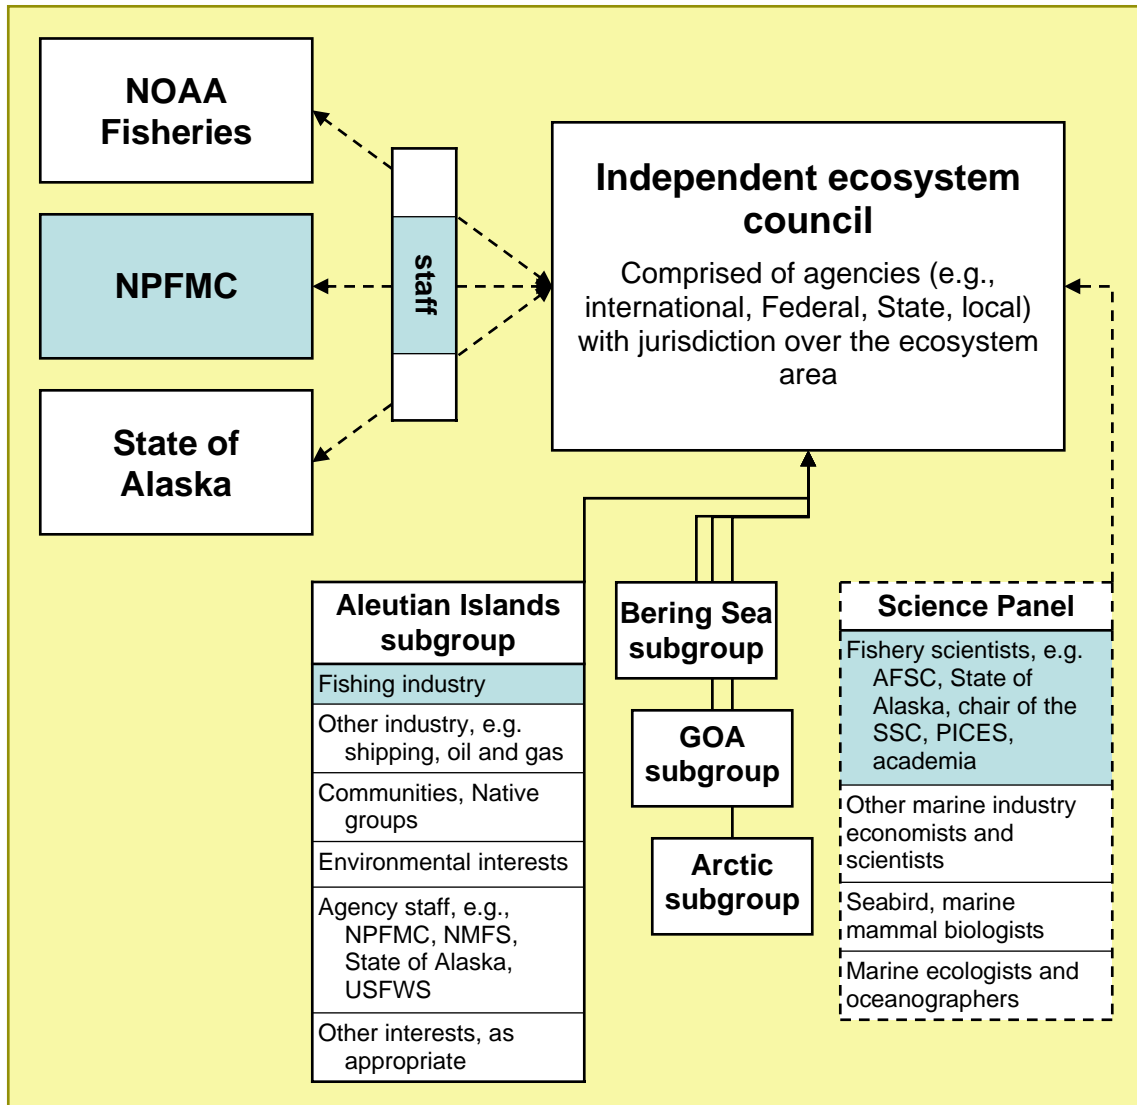 NOAA
Fisheries
NPFMC
State of
Alaska
staff
Independent ecosystem
council
Comprised of agencies (e.g.,
international, Federal, State, local)
with jurisdiction over the ecosystem
area
Aleutian Islands
subgroup
Fishing industry
Other industry, e.g.
shipping, oil and gas
Communities, Native
groups
Environmental interests
Agency staff, e.g.,
NPFMC, NMFS,
State of Alaska,
USFWS
Other interests, as
appropriate
Bering Sea
subgroup
GOA
subgroup
Arctic
subgroup
Science Panel
Fishery scientists, e.g.
AFSC, State of
Alaska, chair of the
SSC, PICES,
academia
Other marine industry
economists and
scientists
Seabird, marine
mammal biologists
Marine ecologists and
oceanographers